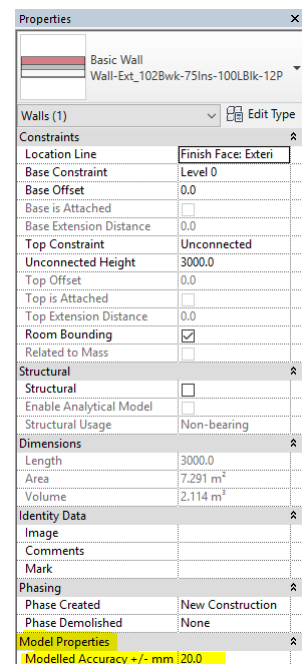 Properties
Basic Wall
Wall-Ext_102Bwk-75Ins-100LBlk-12P
Walls (1) Edit Type
Constraints
Location Line Finish Face: Exteri
Base Constraint Level 0
Base Offset 0.0
Base is Attached
Base Extension Distance 0.0
Top Constraint Unconnected
Unconnected Height 3000.0
Top Offset 0.0
Top is Attached
Top Extension Distance 0.0
Room Bounding
Related to Mass
Structural
Structural
Enable Analytical Model
Structural Usage Non-bearing
Dimensions
Length 3000.0
Area 7.291 m²
Volume 2.114 m³
Identity Data
Image
Comments
Mark
Phasing
Phase Created New Construction
Phase Demolished None
Model Properties
Modelled Accuracy +/- mm 20.0